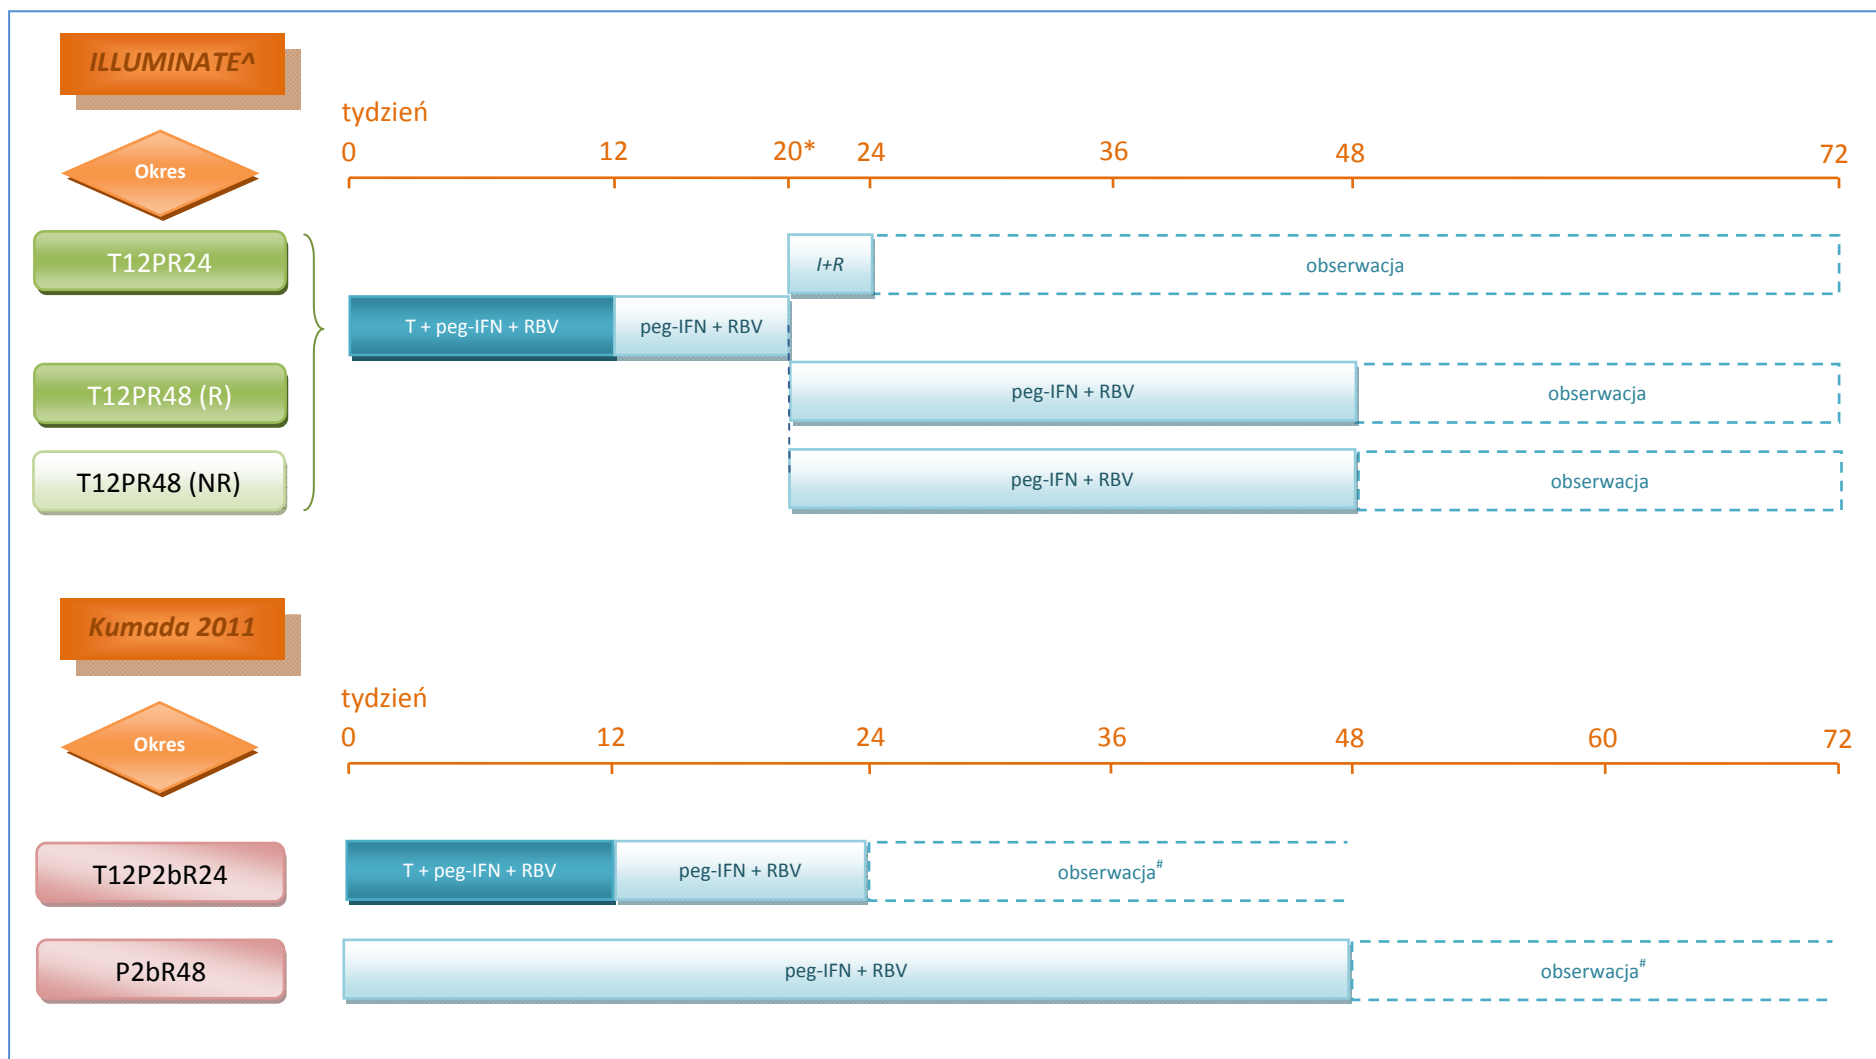 ILLUMINATE^
tydzień
Okres
0 12 20* 24 36 48 72
T12PR24
I+R
obserwacja
T + peg-IFN + RBV
peg-IFN + RBV
T12PR48 (R)
peg-IFN + RBV
obserwacja
T12PR48 (NR)
peg-IFN + RBV
obserwacja
Kumada 2011
tydzień
Okres
0 12 24 36 48 60 72
T12P2bR24
T + peg-IFN + RBV
peg-IFN + RBV
obserwacja#
P2bR48
peg-IFN + RBV
obserwacja#